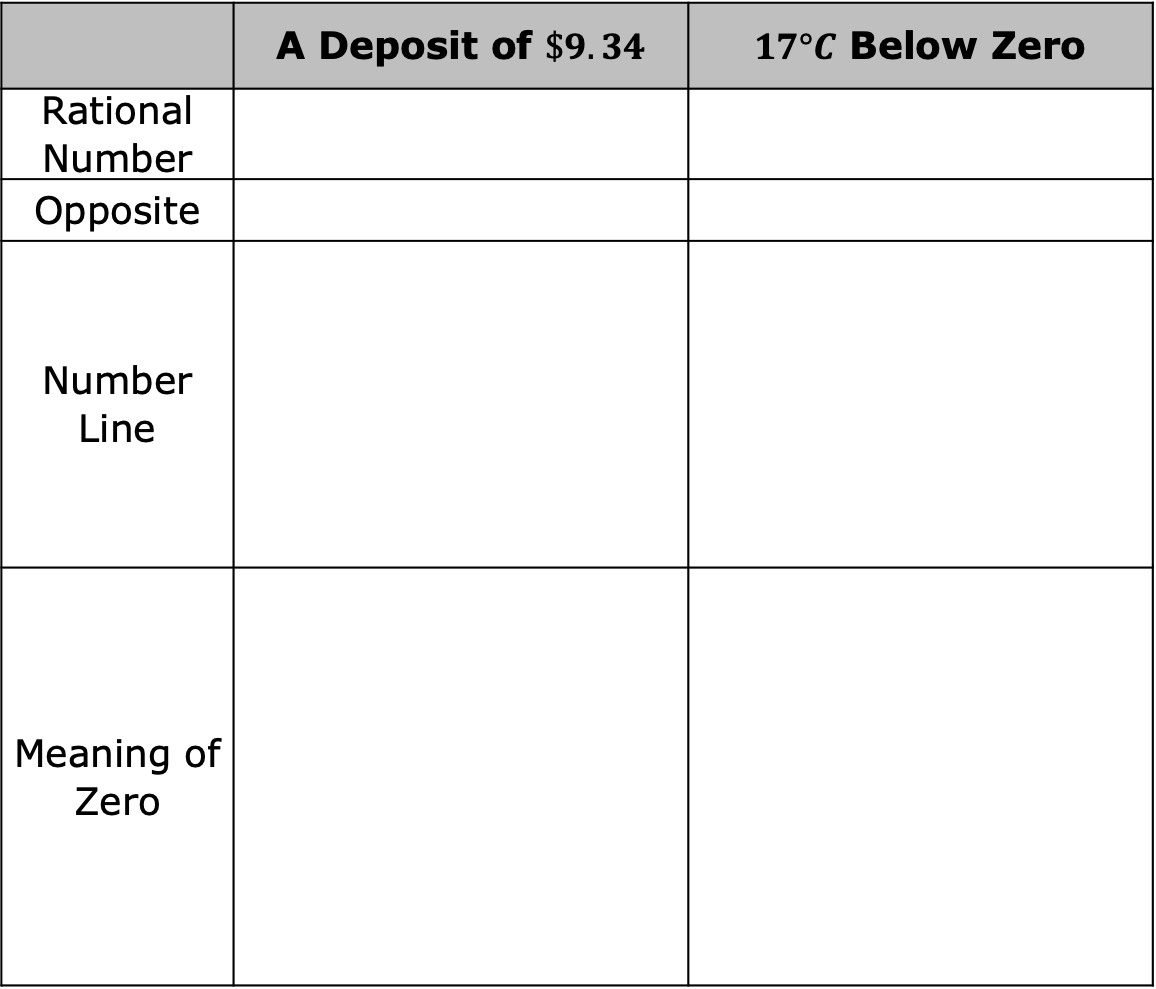 A Deposit of $9.34
17°C Below Zero
Rational
Number
Opposite
Number
Line
Meaning of
Zero